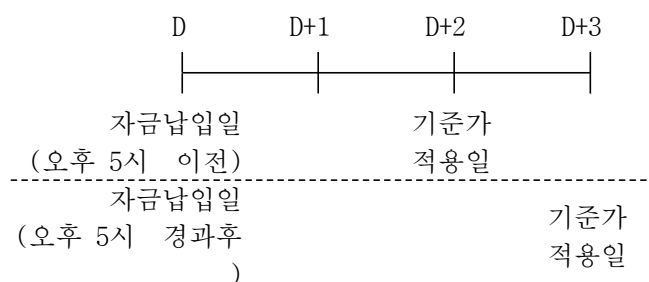 D D+1 D+2 D+3
자금납입일 기준가
(오후 5시 이전) 적용일
자금납입일
(오후 5시 경과후
)
기준가
적용일